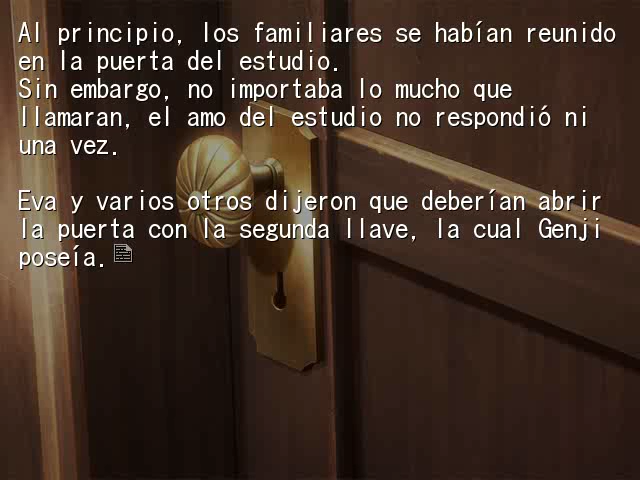 Al principio, los familiares se habían reunido
en la puerta del estudio.
Sin embargo, no importaba lo mucho que
llamaran, el amo del estudio no respondió ni
una vez.
Eva y varios otros dijeron que deberían abrir
la puerta con la segunda llave, la cual Genji
poseía.